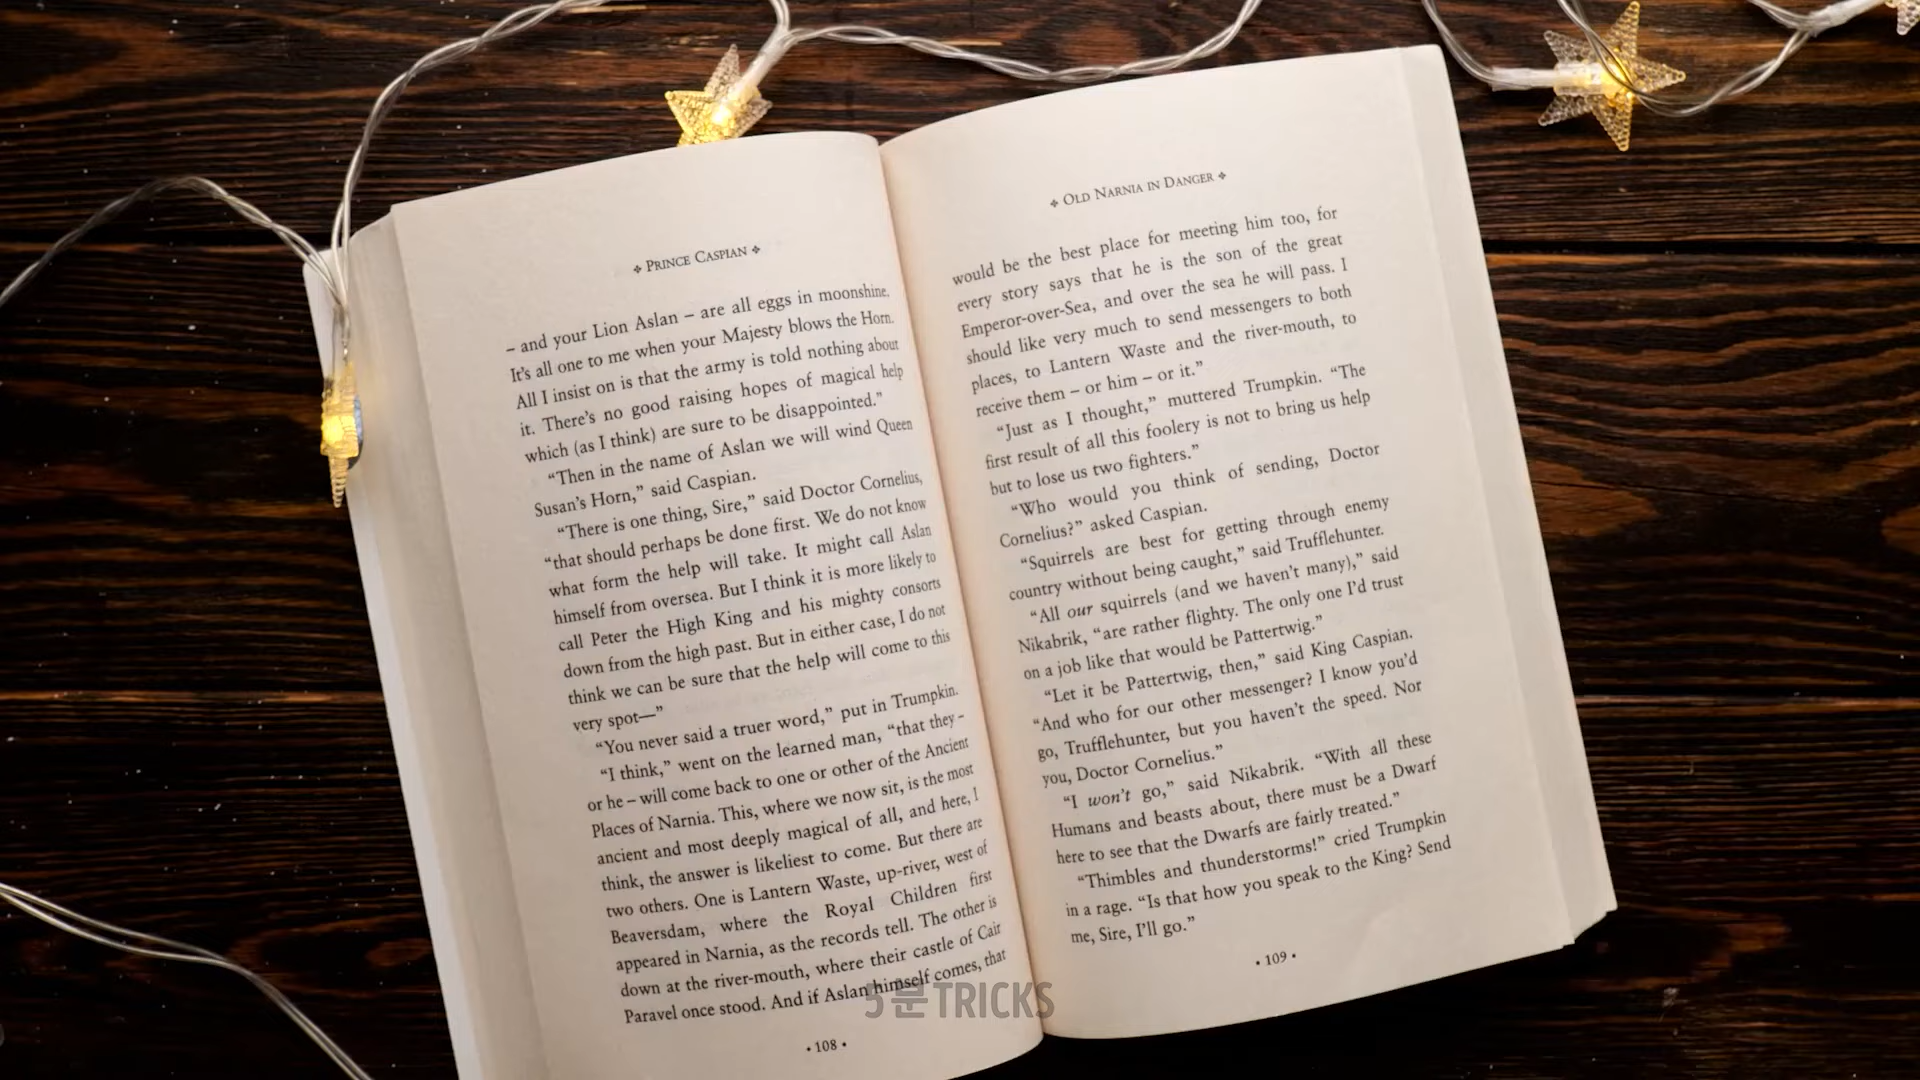 ❖ PRINCE CASPIAN ❖
– and your Lion Aslan – are all eggs in moonshine.
It's all one to me when your Majesty blows the Horn.
All I insist on is that the army is told nothing about
it. There's no good raising hopes of magical help
which (as I think) are sure to be disappointed.”
“Then in the name of Aslan we will wind Queen
Susan's Horn,” said Caspian.
“There is one thing, Sire,” said Doctor Cornelius,
“that should perhaps be done first. We do not know
what form the help will take. It might call Aslan
himself from oversea. But I think it is more likely to
call Peter the High King and his mighty consorts
down from the high past. But in either case, I do not
think we can be sure that the help will come to this
very spot—”
“You never said a truer word,” put in Trumpkin.
“I think,” went on the learned man, “that they –
or he – will come back to one or other of the Ancient
Places of Narnia. This, where we now sit, is the most
ancient and most deeply magical of all, and here, I
think, the answer is likeliest to come. But there are
two others. One is Lantern Waste, up-river, west of
Beaversdam, where the Royal Children first
appeared in Narnia, as the records tell. The other is
down at the river-mouth, where their castle of Cair
Paravel once stood. And if Aslan himself comes, that
• 108 •
❖ OLD NARNIA IN DANGER ❖
would be the best place for meeting him too, for
every story says that he is the son of the great
Emperor-over-Sea, and over the sea he will pass. I
should like very much to send messengers to both
places, to Lantern Waste and the river-mouth, to
receive them – or him – or it.”
“Just as I thought,” muttered Trumpkin. “The
first result of all this foolery is not to bring us help
but to lose us two fighters.”
“Who would you think of sending, Doctor
Cornelius?” asked Caspian.
“Squirrels are best for getting through enemy
country without being caught,” said Trufflehunter.
“All our squirrels (and we haven't many),” said
Nikabrik, “are rather flighty. The only one I'd trust
on a job like that would be Pattertwig.”
“Let it be Pattertwig, then,” said King Caspian.
“And who for our other messenger? I know you'd
go, Trufflehunter, but you haven't the speed. Nor
you, Doctor Cornelius.”
“I won't go,” said Nikabrik. “With all these
Humans and beasts about, there must be a Dwarf
here to see that the Dwarfs are fairly treated.”
“Thimbles and thunderstorms!” cried Trumpkin
in a rage. “Is that how you speak to the King? Send
me, Sire, I'll go.”
• 109 •
5분TRICKS